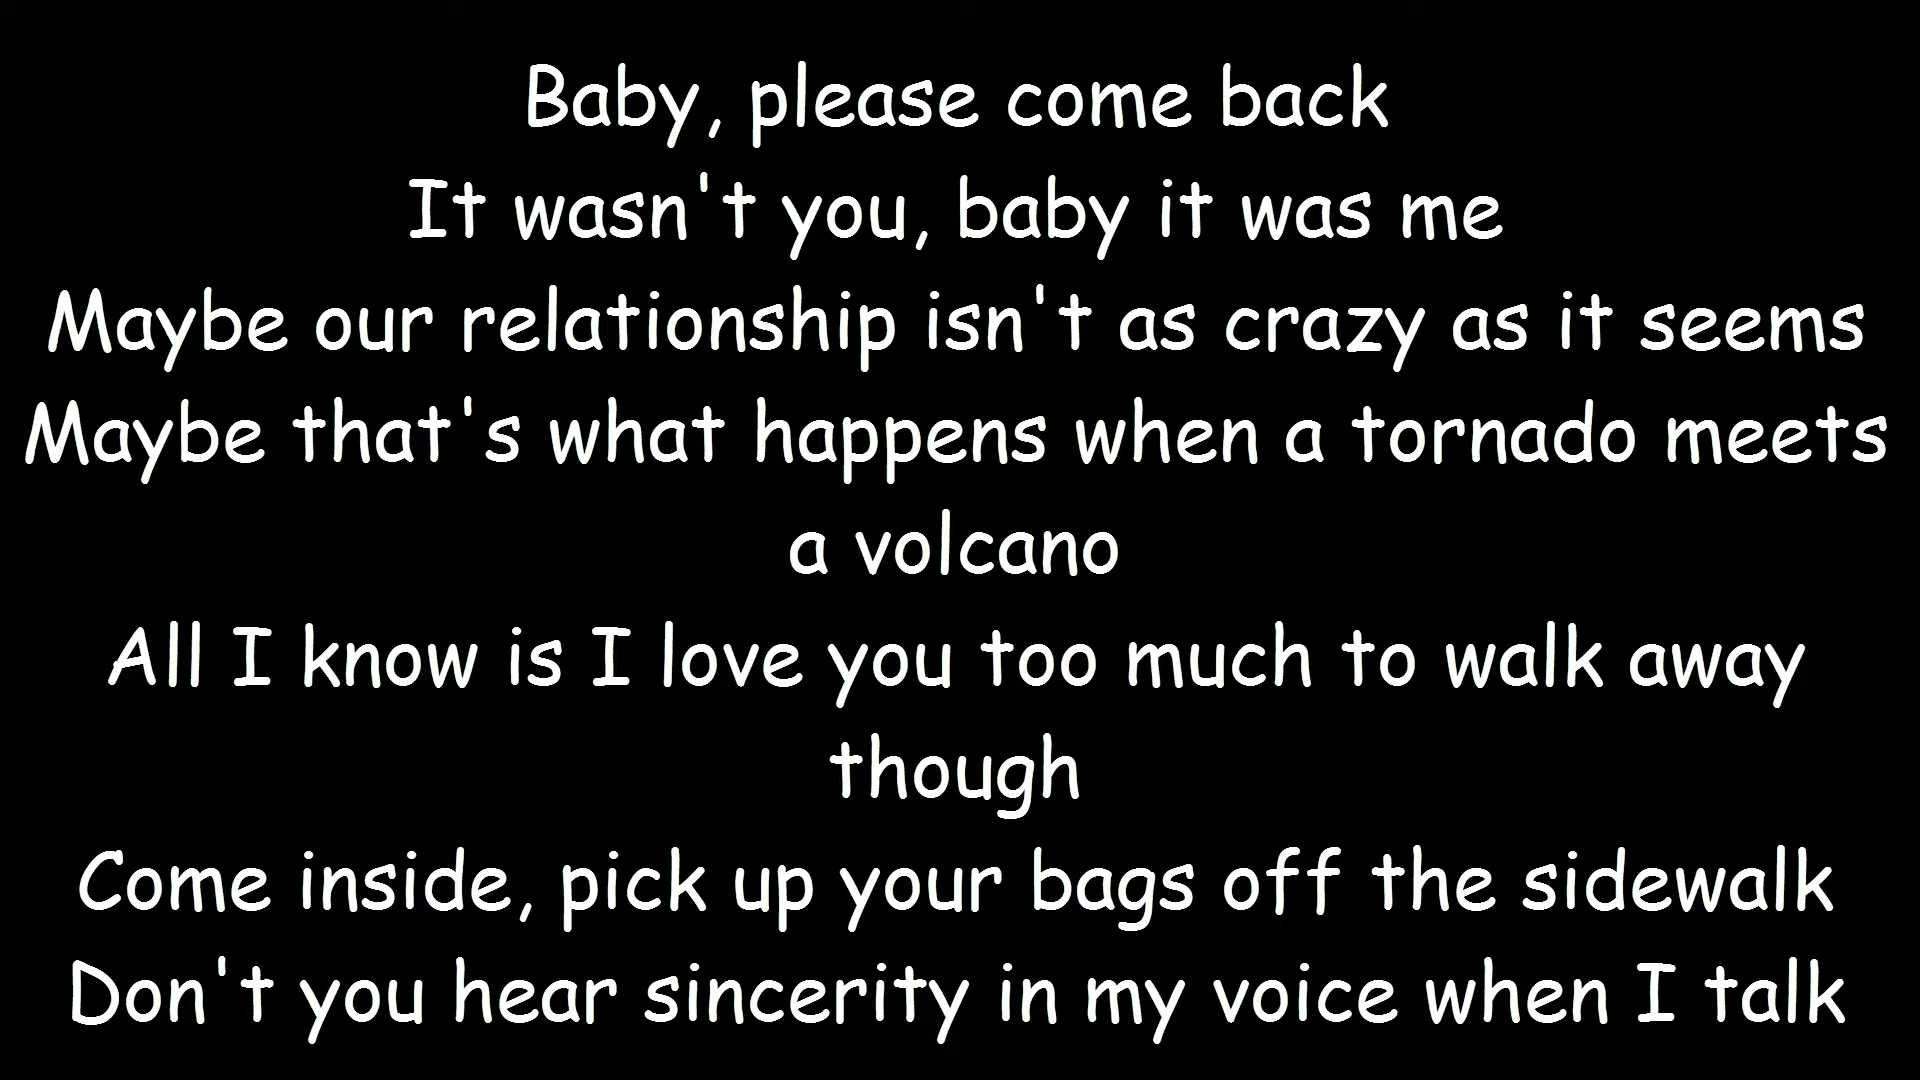 Baby, please come back
It wasn't you, baby it was me
Maybe our relationship isn't as crazy as it seems
Maybe that's what happens when a tornado meets
a volcano
All I know is I love you too much to walk away
though
Come inside, pick up your bags off the sidewalk
Don't you hear sincerity in my voice when I talk